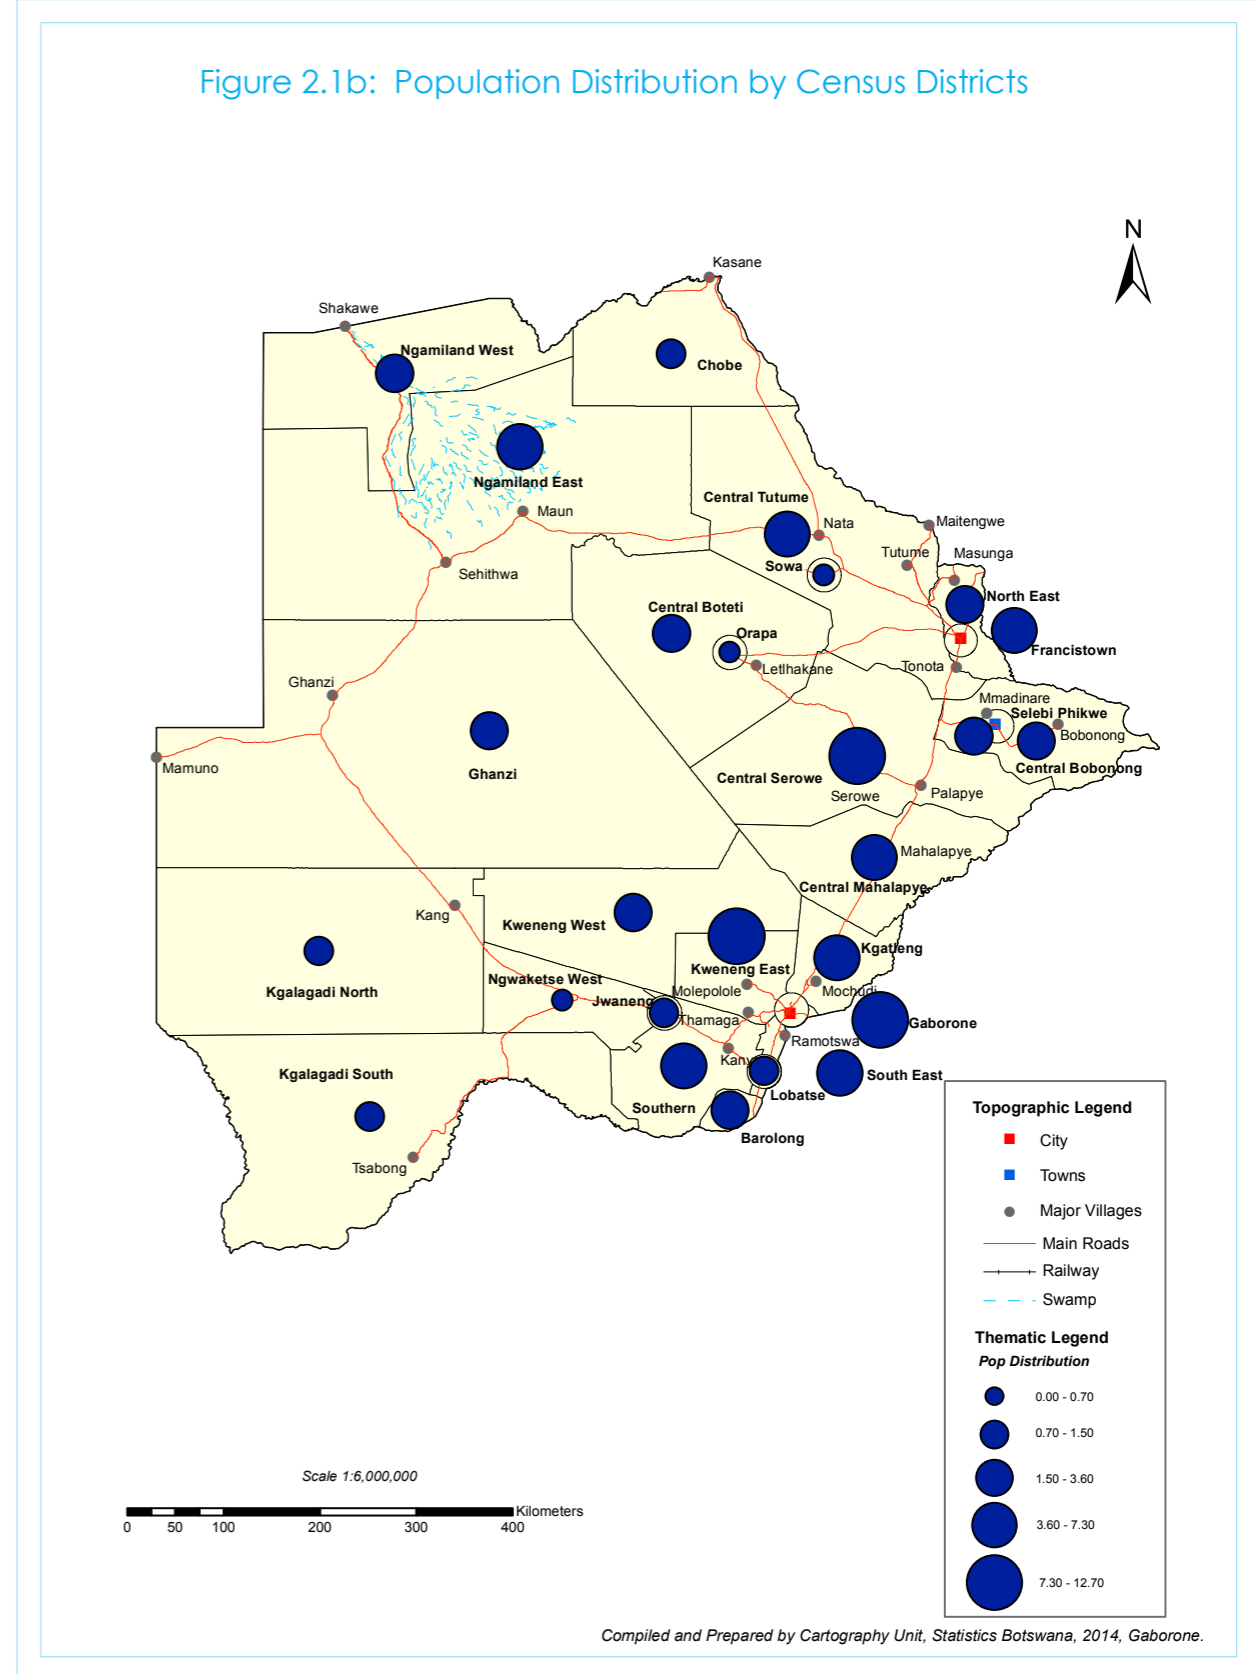 Figure 2.1b: Population Distribution by Census Districts
N
Kasane
Shakawe
Ngamiland West
Chobe
Ngamiland East
Central Tutume
Maun
Nata
Maitengwe
Tutume
Masunga
Sowa
Sehithwa
North East
Central Boteti
Orapa
Francistown
Letlhakane
Tonota
Ghanzi
Mmadinare
Selebi Phikwe
Bobonong
Mamuno
Ghanzi
Central Serowe
Central Bobonong
Serowe
Palapye
Mahalapye
Central Mahalapye
Kang
Kweneng West
Kgatleng
Kweneng East
Ngwaketse West
Kgalagadi North
Molepolole
Mochudi
Jwaneng
Thamaga
Gaborone
Ramotswa
Kany
Kgalagadi South
South East
Lobatse
Southern
Barolong
Tsabong
Topographic Legend
City
Towns
Major Villages
Main Roads
Railway
Swamp
Thematic Legend
Pop Distribution
0.00 - 0.70
0.70 - 1.50
1.50 - 3.60
3.60 - 7.30
7.30 - 12.70
Scale 1:6,000,000
Kilometers
0 50 100 200 300 400
Compiled and Prepared by Cartography Unit, Statistics Botswana, 2014, Gaborone.